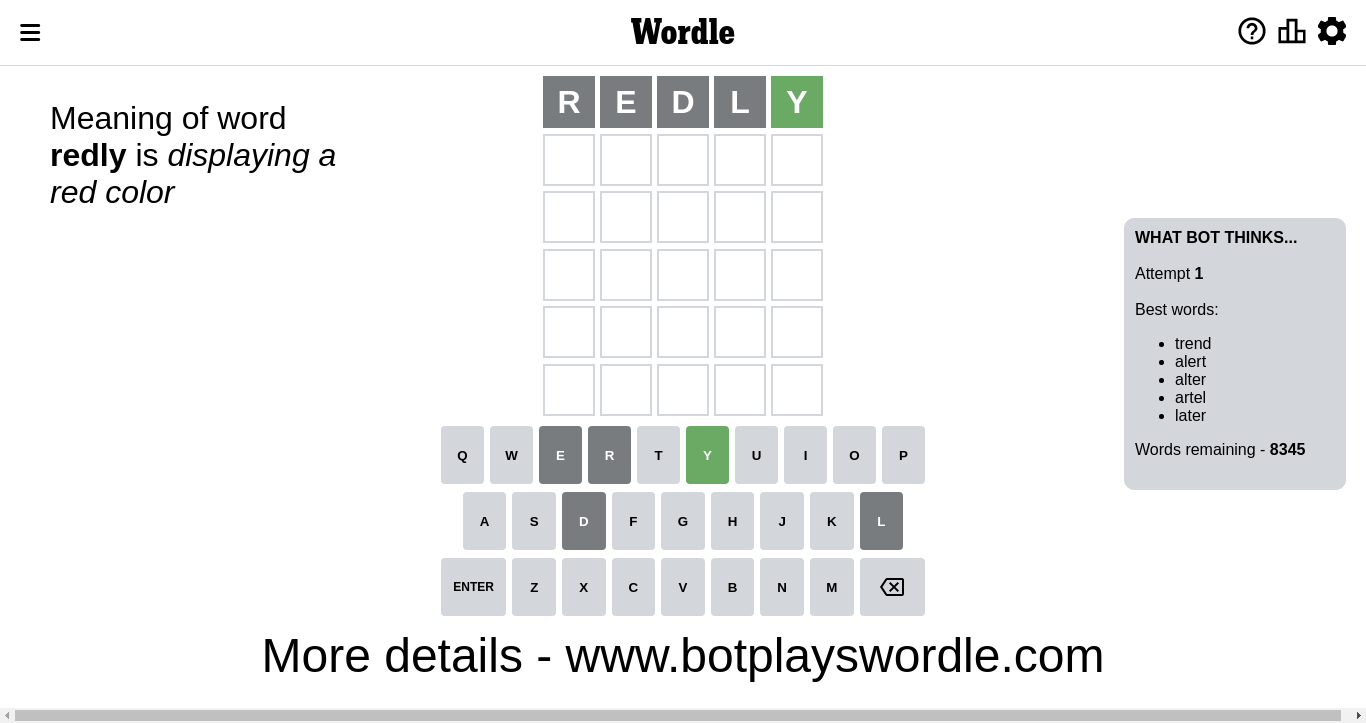 Wordle
Meaning of word
redly is displaying a
red color
R E D L Y
WHAT BOT THINKS...
Attempt 1
Best words:
trend
alert
alter
artel
later
Words remaining - 8345
Q W E R T Y U I O P
A S D F G H J K L
ENTER Z X C V B N M
More details - www.botplayswordle.com